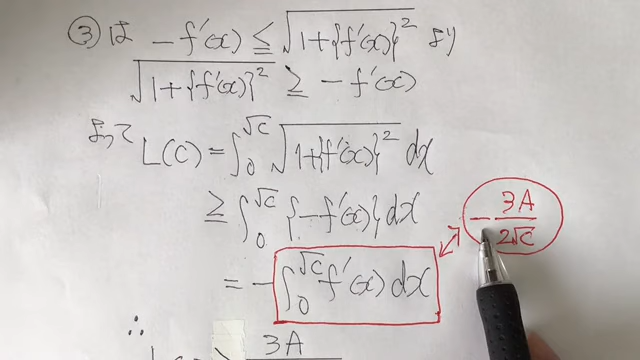 ③は -f'(x) ≦ √1+{f'(x)}² より
√1+{f'(x)}² ≧ -f'(x)
よって L(C) = ∫₀^√C √1+{f'(x)}² dx
≧ ∫₀^√C {-f'(x)}dx
-3A/2√C
= -∫₀^√C f'(x)dx
∴
3A